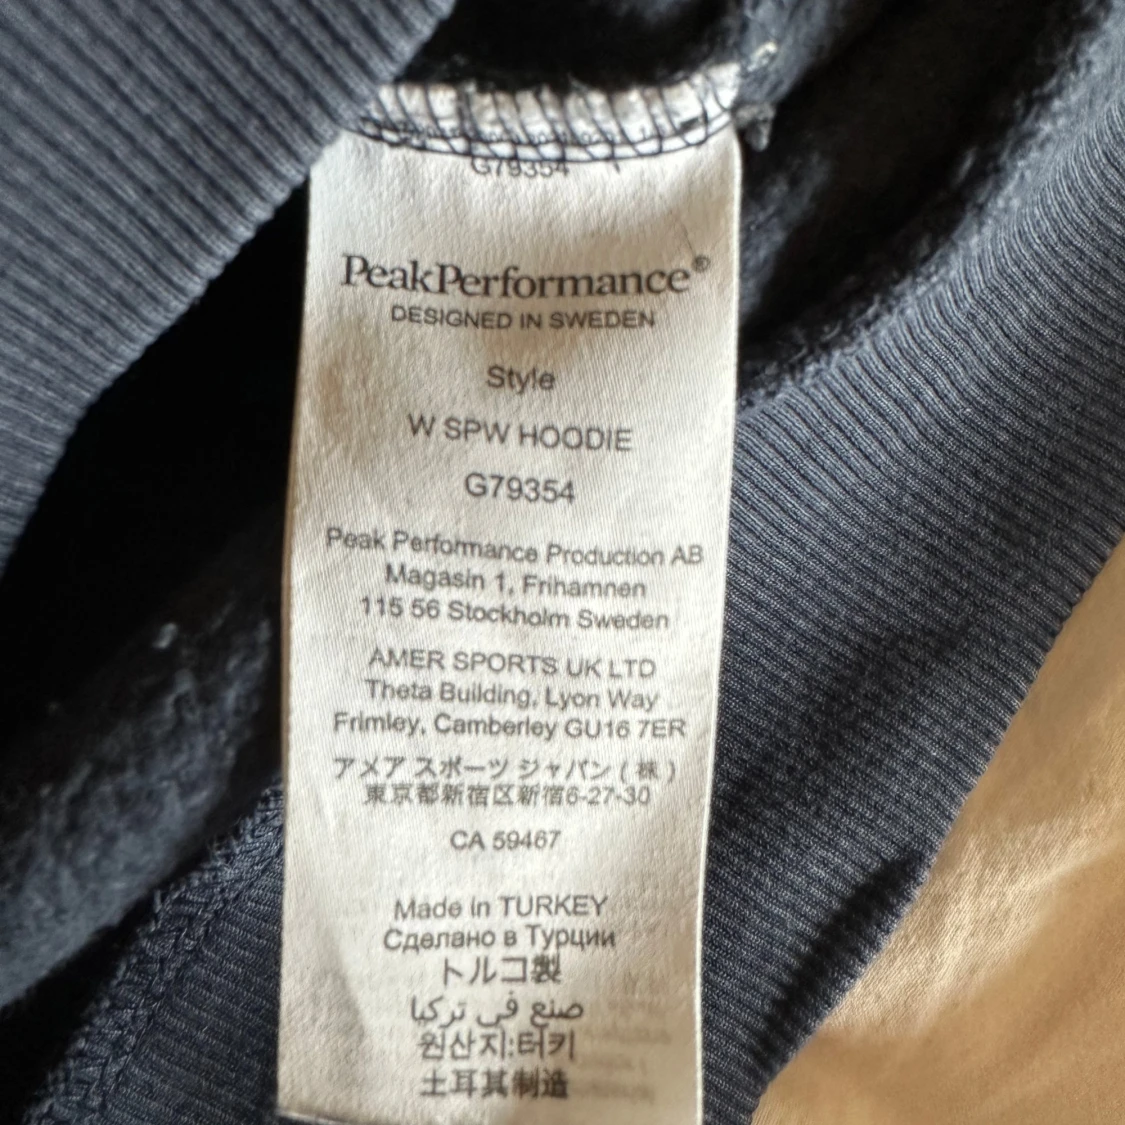 G79354
PeakPerformance®
DESIGNED IN SWEDEN
Style
W SPW HOODIE
G79354
Peak Performance Production AB
Magasin 1, Frihamnen
115 56 Stockholm Sweden
AMER SPORTS UK LTD
Theta Building, Lyon Way
Frimley, Camberley GU16 7ER
アメア スポーツ ジャパン ( 株 )
東京都新宿区新宿6-27-30
CA 59467
Made in TURKEY
Сделано в Турции
トルコ製
صنع في تركيا
원산지:터키
土耳其制造